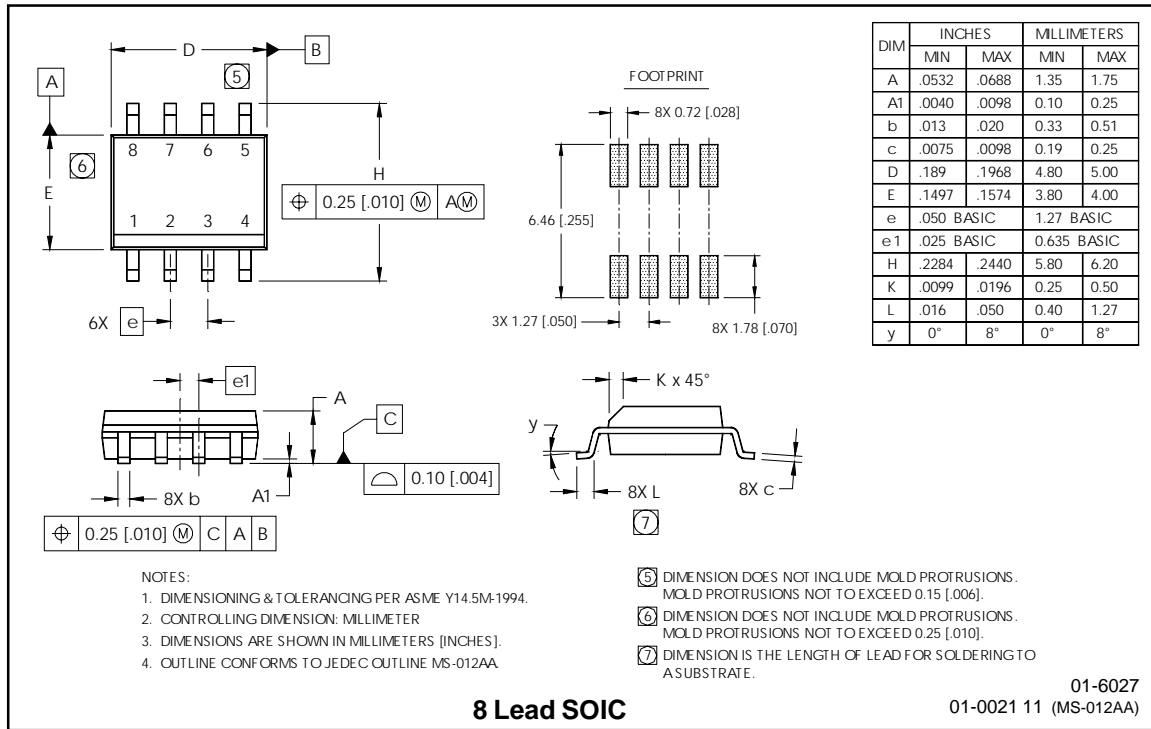 D
B
5
A
8 7 6 5
6
E
H
⌖ 0.25 [.010] Ⓜ AⓂ
1 2 3 4
6X e
FOOTPRINT
8X 0.72 [.028]
6.46 [.255]
3X 1.27 [.050]
8X 1.78 [.070]
DIM INCHES MILLIMETERS
MIN MAX MIN MAX
A .0532 .0688 1.35 1.75
A1 .0040 .0098 0.10 0.25
b .013 .020 0.33 0.51
c .0075 .0098 0.19 0.25
D .189 .1968 4.80 5.00
E .1497 .1574 3.80 4.00
e .050 BASIC 1.27 BASIC
e1 .025 BASIC 0.635 BASIC
H .2284 .2440 5.80 6.20
K .0099 .0196 0.25 0.50
L .016 .050 0.40 1.27
y 0° 8° 0° 8°
e1
A
C
0.10 [.004]
8X b
A1
⌖ 0.25 [.010] Ⓜ C A B
K x 45°
y
8X L
7
8X c
NOTES:
1. DIMENSIONING & TOLERANCING PER ASME Y14.5M-1994.
2. CONTROLLING DIMENSION: MILLIMETER
3. DIMENSIONS ARE SHOWN IN MILLIMETERS [INCHES].
4. OUTLINE CONFORMS TO JEDEC OUTLINE MS-012AA.
5 DIMENSION DOES NOT INCLUDE MOLD PROTRUSIONS.
MOLD PROTRUSIONS NOT TO EXCEED 0.15 [.006].
6 DIMENSION DOES NOT INCLUDE MOLD PROTRUSIONS.
MOLD PROTRUSIONS NOT TO EXCEED 0.25 [.010].
7 DIMENSION IS THE LENGTH OF LEAD FOR SOLDERING TO
A SUBSTRATE.
8 Lead SOIC
01-6027
01-0021 11 (MS-012AA)